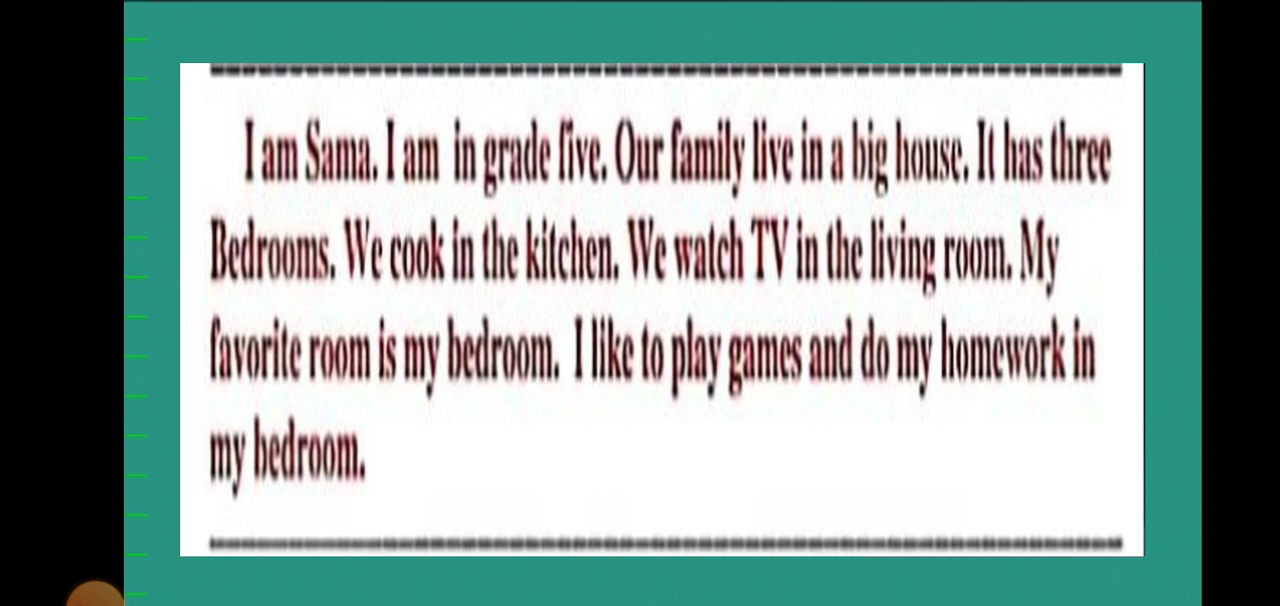 I am Sama. I am in grade five. Our family live in a big house. It has three
Bedrooms. We cook in the kitchen. We watch TV in the living room. My
favorite room is my bedroom. I like to play games and do my homework in
my bedroom.